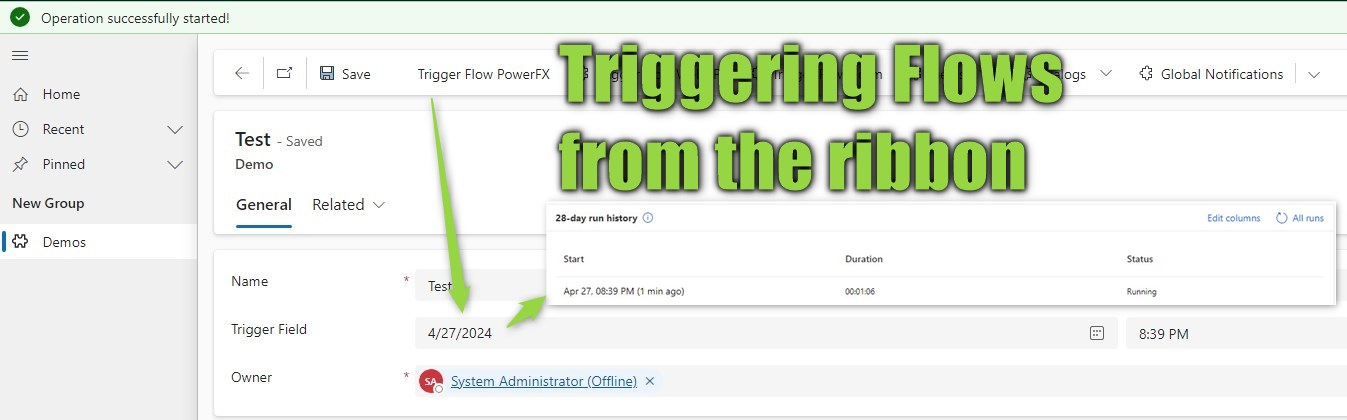 Operation successfully started!
Save
Trigger Flow PowerFX
Global Notifications
Triggering Flows
from the ribbon
Home
Recent
Pinned
New Group
Demos
Test - Saved
Demo
General
Related
28-day run history
Edit columns
All runs
Start
Duration
Status
Apr 27, 08:39 PM (1 min ago)
00:01:06
Running
Name
*
Test
Trigger Field
4/27/2024
8:39 PM
Owner
*
SA
System Administrator (Offline)